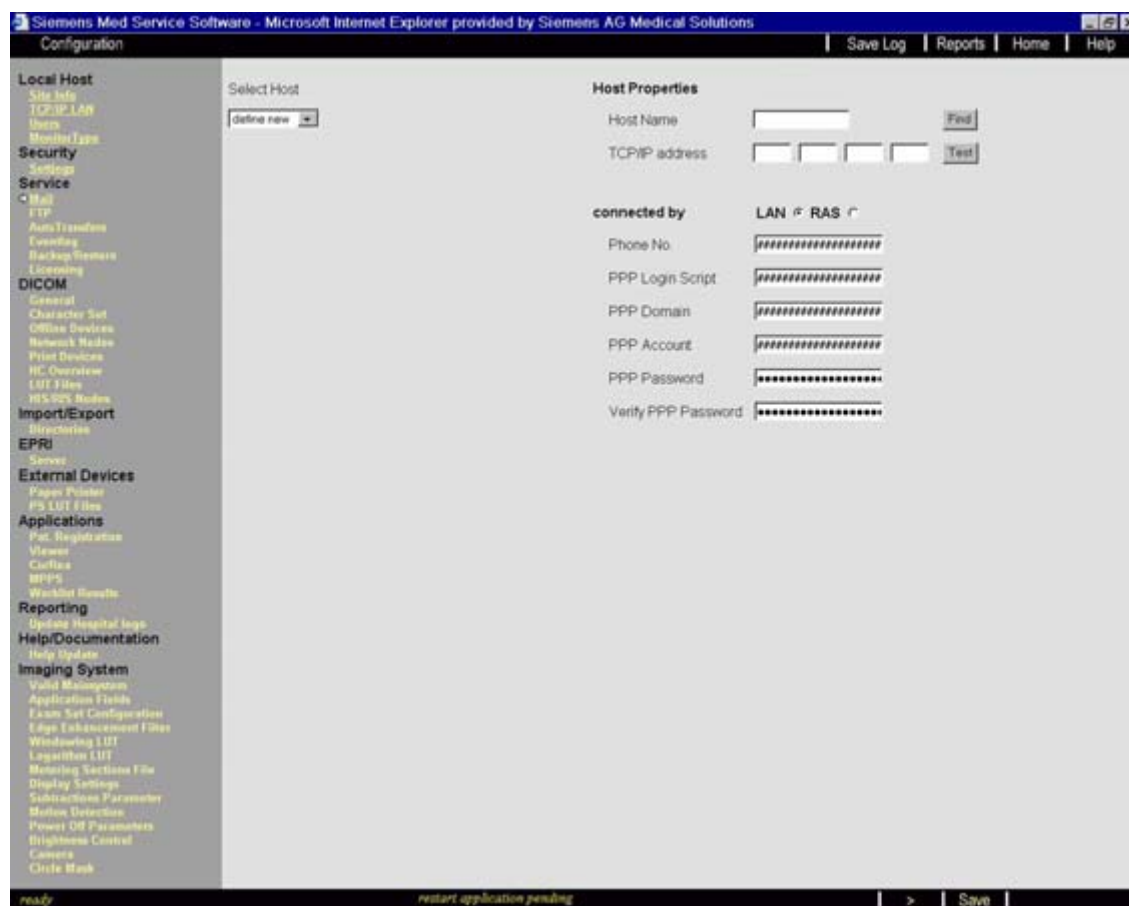 Siemens Med Service Software - Microsoft Internet Explorer provided by Siemens AG Medical Solutions
Configuration
Save Log
Reports
Home
Help
Local Host
Site Info
TCP/IP LAN
Users
MonitorType
Security
Settings
Service
Mail
FTP
AutoTransfers
Eventlog
Backup/Restore
Licensing
DICOM
General
Character Set
Offline Devices
Network Nodes
Print Devices
HC Overview
LUT Files
HIS/RIS Nodes
Import/Export
Directories
EPRI
Server
External Devices
Paper Printer
PS LUT Files
Applications
Pat. Registration
Viewer
MPPS
Worklist Results
Reporting
Update Hospital logo
Help/Documentation
Help Update
Imaging System
Valid Mainsystem
Application Fields
Exam Set Configuration
Edge Enhancement Filter
Windowing LUT
Logarithm LUT
Metering Sections File
Display Settings
Subtractions Parameter
Motion Detection
Power Off Parameters
Brightness Control
Camera
Circle Mask
Select Host
define new
Host Properties
Host Name
Find
TCP/IP address
Test
connected by LAN RAS
Phone No. ###################
PPP Login Script ###################
PPP Domain ###################
PPP Account ###################
PPP Password
Verify PPP Password
ready
restart application pending
>
Save